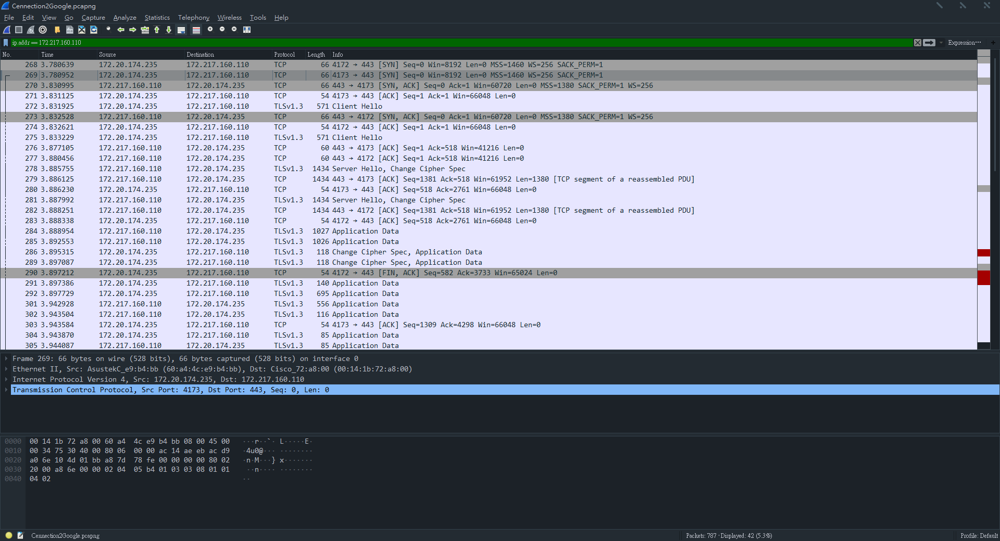 Cennection2Google.pcapng
File Edit View Go Capture Analyze Statistics Telephony Wireless Tools Help
ip.addr == 172.217.160.110 Expression… +
No. Time Source Destination Protocol Length Info
268 3.780639 172.20.174.235 172.217.160.110 TCP 66 4172 → 443 [SYN] Seq=0 Win=8192 Len=0 MSS=1460 WS=256 SACK_PERM=1
269 3.780952 172.20.174.235 172.217.160.110 TCP 66 4173 → 443 [SYN] Seq=0 Win=8192 Len=0 MSS=1460 WS=256 SACK_PERM=1
270 3.830995 172.217.160.110 172.20.174.235 TCP 66 443 → 4173 [SYN, ACK] Seq=0 Ack=1 Win=60720 Len=0 MSS=1380 SACK_PERM=1 WS=256
271 3.831125 172.20.174.235 172.217.160.110 TCP 54 4173 → 443 [ACK] Seq=1 Ack=1 Win=66048 Len=0
272 3.831925 172.20.174.235 172.217.160.110 TLSv1.3 571 Client Hello
273 3.832528 172.217.160.110 172.20.174.235 TCP 66 443 → 4172 [SYN, ACK] Seq=0 Ack=1 Win=60720 Len=0 MSS=1380 SACK_PERM=1 WS=256
274 3.832621 172.20.174.235 172.217.160.110 TCP 54 4172 → 443 [ACK] Seq=1 Ack=1 Win=66048 Len=0
275 3.833229 172.20.174.235 172.217.160.110 TLSv1.3 571 Client Hello
276 3.877105 172.217.160.110 172.20.174.235 TCP 60 443 → 4173 [ACK] Seq=1 Ack=518 Win=41216 Len=0
277 3.880456 172.217.160.110 172.20.174.235 TCP 60 443 → 4172 [ACK] Seq=1 Ack=518 Win=41216 Len=0
278 3.885755 172.217.160.110 172.20.174.235 TLSv1.3 1434 Server Hello, Change Cipher Spec
279 3.886125 172.217.160.110 172.20.174.235 TCP 1434 443 → 4173 [ACK] Seq=1381 Ack=518 Win=61952 Len=1380 [TCP segment of a reassembled PDU]
280 3.886230 172.20.174.235 172.217.160.110 TCP 54 4173 → 443 [ACK] Seq=518 Ack=2761 Win=66048 Len=0
281 3.887992 172.217.160.110 172.20.174.235 TLSv1.3 1434 Server Hello, Change Cipher Spec
282 3.888251 172.217.160.110 172.20.174.235 TCP 1434 443 → 4172 [ACK] Seq=1381 Ack=518 Win=61952 Len=1380 [TCP segment of a reassembled PDU]
283 3.888338 172.20.174.235 172.217.160.110 TCP 54 4172 → 443 [ACK] Seq=518 Ack=2761 Win=66048 Len=0
284 3.888954 172.217.160.110 172.20.174.235 TLSv1.3 1027 Application Data
285 3.892553 172.217.160.110 172.20.174.235 TLSv1.3 1026 Application Data
286 3.895315 172.20.174.235 172.217.160.110 TLSv1.3 118 Change Cipher Spec, Application Data
289 3.897087 172.20.174.235 172.217.160.110 TLSv1.3 118 Change Cipher Spec, Application Data
290 3.897212 172.20.174.235 172.217.160.110 TCP 54 4172 → 443 [FIN, ACK] Seq=582 Ack=3733 Win=65024 Len=0
291 3.897386 172.20.174.235 172.217.160.110 TLSv1.3 140 Application Data
292 3.897729 172.20.174.235 172.217.160.110 TLSv1.3 695 Application Data
301 3.942928 172.217.160.110 172.20.174.235 TLSv1.3 556 Application Data
302 3.943504 172.217.160.110 172.20.174.235 TLSv1.3 116 Application Data
303 3.943584 172.20.174.235 172.217.160.110 TCP 54 4173 → 443 [ACK] Seq=1309 Ack=4298 Win=66048 Len=0
304 3.943870 172.20.174.235 172.217.160.110 TLSv1.3 85 Application Data
305 3.944087 172.217.160.110 172.20.174.235 TLSv1.3 85 Application Data
Frame 269: 66 bytes on wire (528 bits), 66 bytes captured (528 bits) on interface 0
Ethernet II, Src: AsustekC_e9:b4:bb (60:a4:4c:e9:b4:bb), Dst: Cisco_72:a8:00 (00:14:1b:72:a8:00)
Internet Protocol Version 4, Src: 172.20.174.235, Dst: 172.217.160.110
Transmission Control Protocol, Src Port: 4173, Dst Port: 443, Seq: 0, Len: 0
0000 00 14 1b 72 a8 00 60 a4 4c e9 b4 bb 08 00 45 00 ···r··`· L·····E·
0010 00 34 75 30 40 00 80 06 00 00 ac 14 ae eb ac d9 ·4u0@··· ········
0020 a0 6e 10 4d 01 bb a8 7d 78 fe 00 00 00 00 80 02 ·n·M···} x·······
0030 20 00 a8 6e 00 00 02 04 05 b4 01 03 03 08 01 01 ··n···· ········
0040 04 02 ··
Cennection2Google.pcapng Packets: 787 · Displayed: 42 (5.3%) Profile: Default